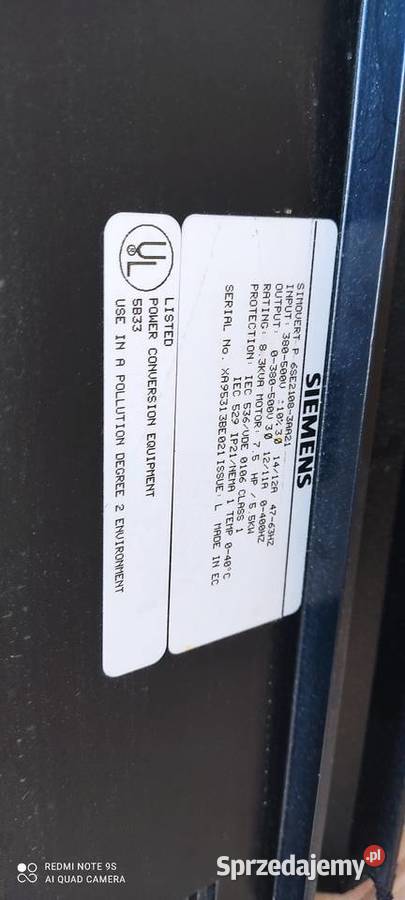 SIEMENS
SIMOVERT-P 6SE2108-3AA21
INPUT: 380-500V ±10% 3Ø 14/12A 47-63HZ
OUTPUT: 0-380-500V 3Ø 12/11A 0-400HZ
RATING: 8.3KVA MOTOR: 7.5 HP / 5.5KW
PROTECTION: IEC 536/VDE 0106 CLASS 1
IEC 529 IP21/NEMA 1 TEMP 0-40°C
SERIAL No. XA95313BE021 ISSUE: L MADE IN EC
UL
®
LISTED
POWER CONVERSION EQUIPMENT
5B33
USE IN A POLLUTION DEGREE 2 ENVIRONMENT
REDMI NOTE 9S
AI QUAD CAMERA
Sprzedajemy.pl